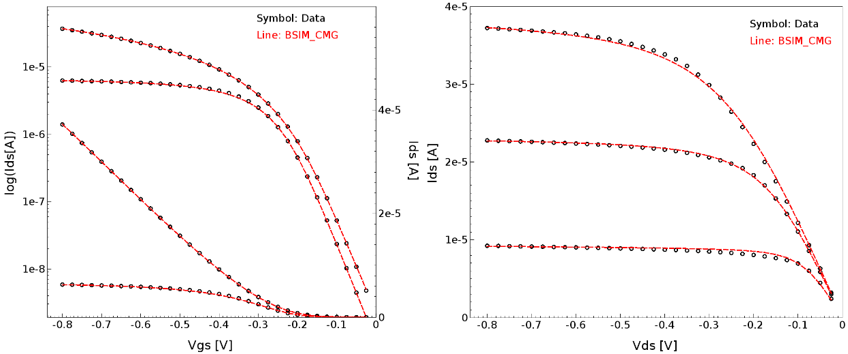 Symbol: Data
Line: BSIM_CMG
log(Ids[A])
1e-5
1e-6
1e-7
1e-8
4e-5
2e-5
0
Ids [A]
-0.8 -0.7 -0.6 -0.5 -0.4 -0.3 -0.2 -0.1 0
Vgs [V]
Symbol: Data
Line: BSIM_CMG
Ids [A]
4e-5
3e-5
2e-5
1e-5
0
-0.8 -0.7 -0.6 -0.5 -0.4 -0.3 -0.2 -0.1 0
Vds [V]